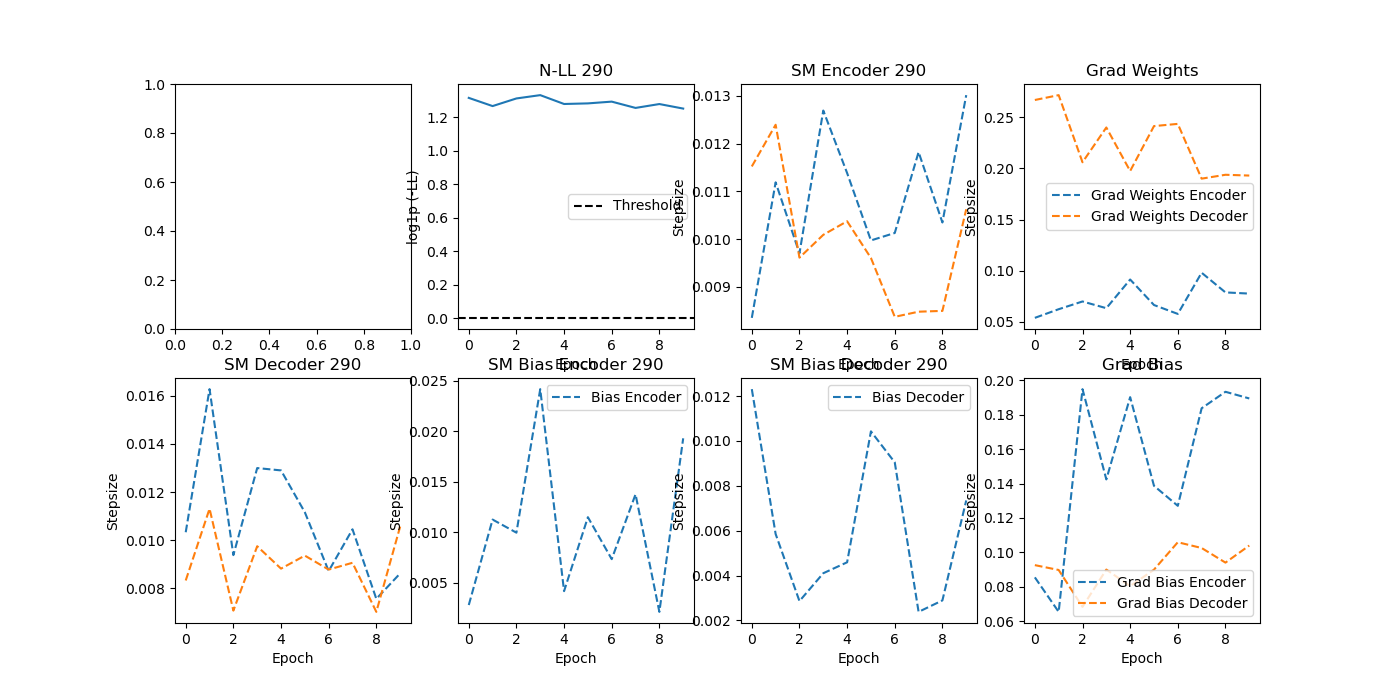 N-LL 290
SM Encoder 290
Grad Weights
1.0
0.8
0.6
0.4
0.2
0.0
0.0 0.2 0.4 0.6 0.8 1.0
log1p (-LL)
1.2
1.0
0.8
0.6
0.4
0.2
0.0
Threshold
0 2 4 6 8
Epoch
Stepsize
0.013
0.012
0.011
0.010
0.009
0 2 4 6 8
Epoch
Stepsize
0.25
0.20
0.15
0.10
0.05
Grad Weights Encoder
Grad Weights Decoder
0 2 4 6 8
Epoch
SM Decoder 290
SM Bias Encoder 290
SM Bias Decoder 290
Grad Bias
Stepsize
0.016
0.014
0.012
0.010
0.008
0 2 4 6 8
Epoch
Stepsize
0.025
0.020
0.015
0.010
0.005
Bias Encoder
0 2 4 6 8
Epoch
Stepsize
0.012
0.010
0.008
0.006
0.004
0.002
Bias Decoder
0 2 4 6 8
Epoch
Stepsize
0.20
0.18
0.16
0.14
0.12
0.10
0.08
0.06
Grad Bias Encoder
Grad Bias Decoder
0 2 4 6 8
Epoch